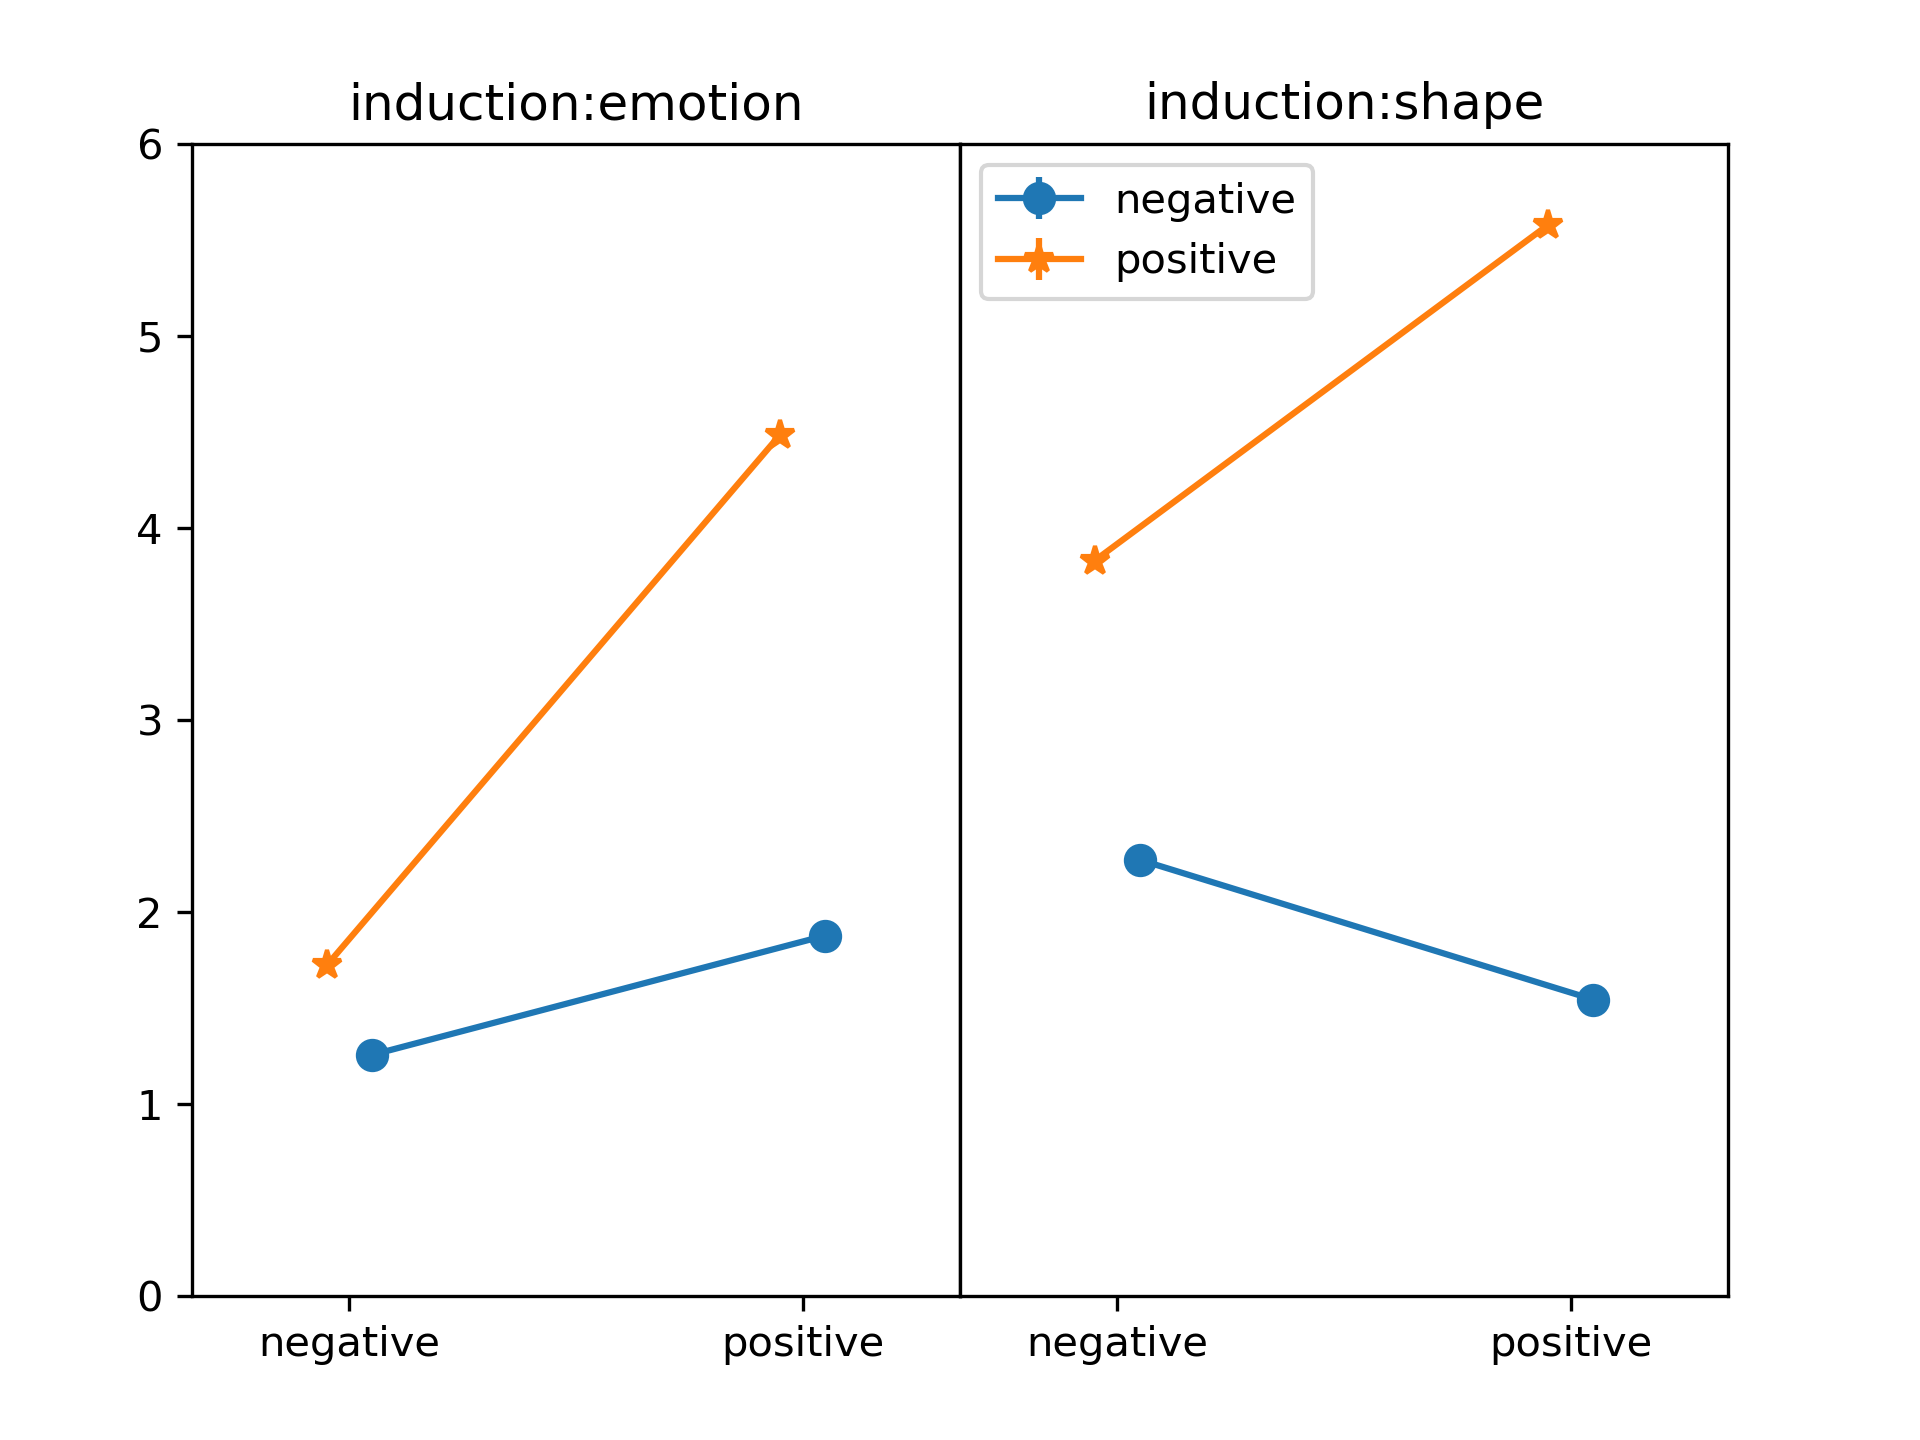 induction:emotion
induction:shape
6
5
4
3
2
1
0
negative
positive
negative
positive
negative
positive